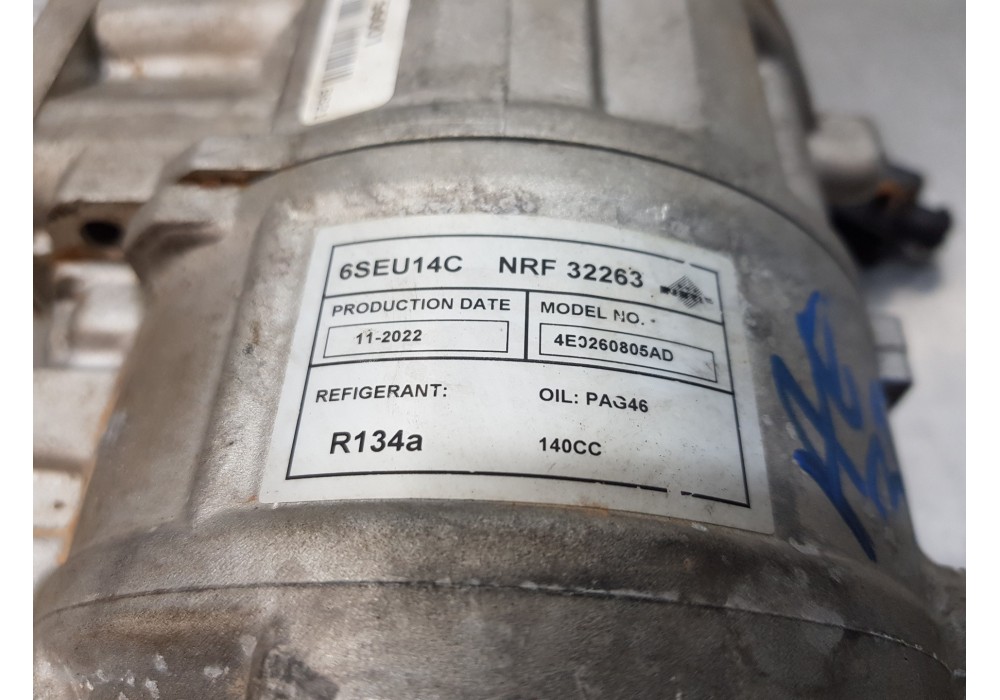 6SEU14C NRF 32263
PRODUCTION DATE
11-2022
MODEL NO.
4E0260805AD
REFIGERANT:
R134a
OIL: PAG46
140CC